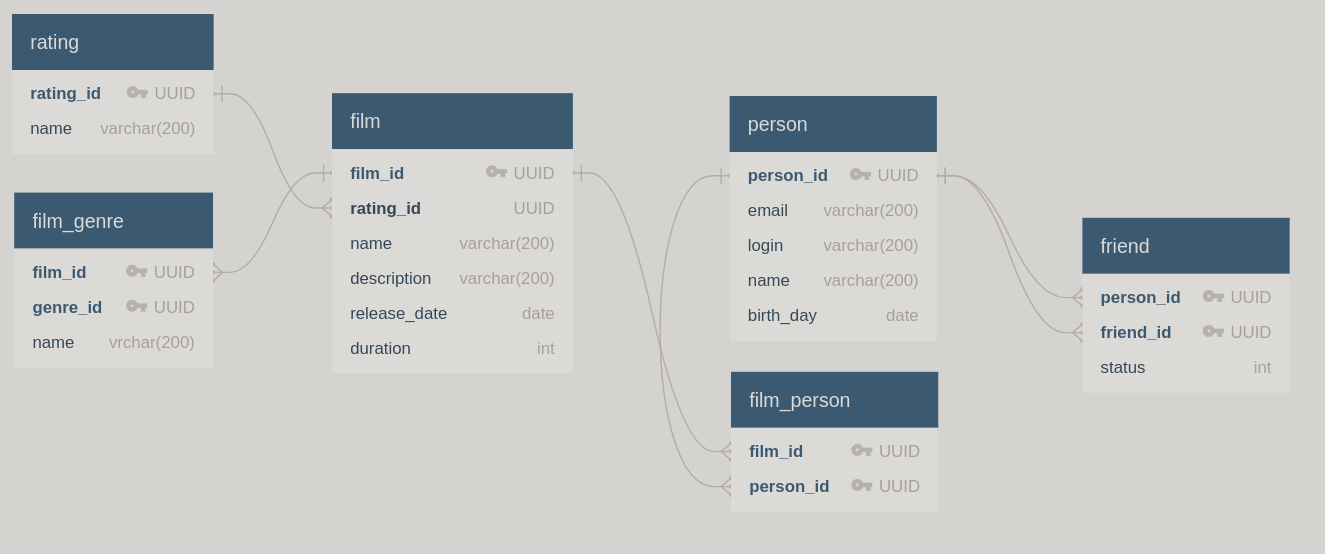 rating
rating_id UUID
name varchar(200)
film_genre
film_id UUID
genre_id UUID
name vrchar(200)
film
film_id UUID
rating_id UUID
name varchar(200)
description varchar(200)
release_date date
duration int
person
person_id UUID
email varchar(200)
login varchar(200)
name varchar(200)
birth_day date
film_person
film_id UUID
person_id UUID
friend
person_id UUID
friend_id UUID
status int